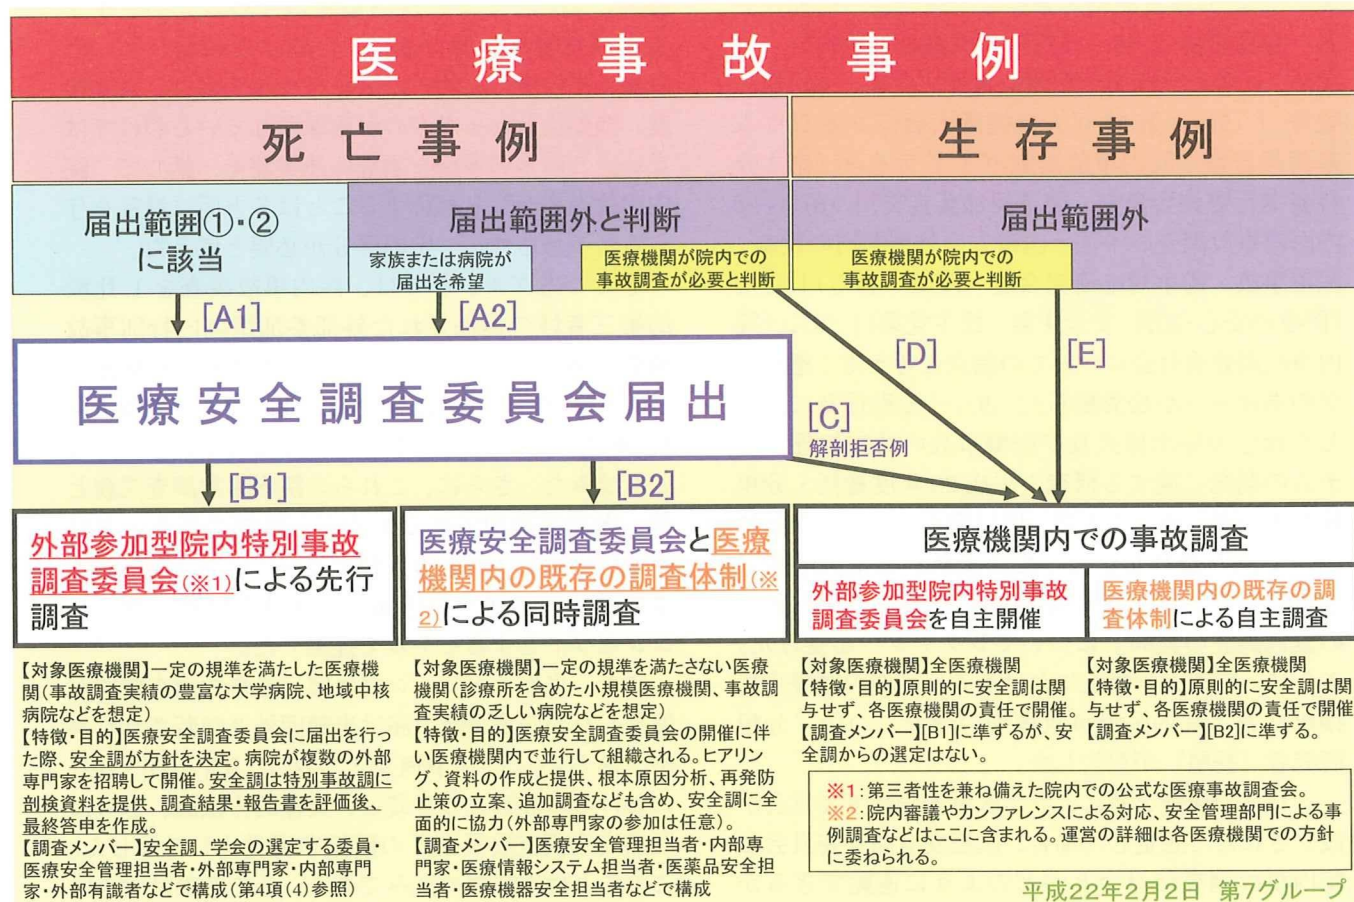 医療事故事例
死亡事例
生存事例
届出範囲①・②
に該当
届出範囲外と判断
家族または病院が
届出を希望
医療機関が院内での
事故調査が必要と判断
届出範囲外
医療機関が院内での
事故調査が必要と判断
[A1]
[A2]
[D]
[E]
医療安全調査委員会届出
[C]
解剖拒否例
[B1]
[B2]
外部参加型院内特別事故
調査委員会(※1)による先行
調査
医療安全調査委員会と医療
機関内の既存の調査体制(※
2)による同時調査
医療機関内での事故調査
外部参加型院内特別事故
調査委員会を自主開催
医療機関内の既存の調
査体制による自主調査
【対象医療機関】一定の規準を満たした医療機
関(事故調査実績の豊富な大学病院、地域中核
病院などを想定)
【特徴・目的】医療安全調査委員会に届出を行っ
た際、安全調が方針を決定。病院が複数の外部
専門家を招聘して開催。安全調は特別事故調に
剖検資料を提供、調査結果・報告書を評価後、
最終答申を作成。
【調査メンバー】安全調、学会の選定する委員・
医療安全管理担当者・外部専門家・内部専門
家・外部有識者などで構成(第4項(4)参照)
【対象医療機関】一定の規準を満たさない医療
機関(診療所を含めた小規模医療機関、事故調
査実績の乏しい病院などを想定)
【特徴・目的】医療安全調査委員会の開催に伴
い医療機関内で並行して組織される。ヒアリン
グ、資料の作成と提供、根本原因分析、再発防
止策の立案、追加調査なども含め、安全調に全
面的に協力(外部専門家の参加は任意)。
【調査メンバー】医療安全管理担当者・内部専
門家・医療情報システム担当者・医薬品安全担
当者・医療機器安全担当者などで構成
【対象医療機関】全医療機関
【特徴・目的】原則的に安全調は関
与せず、各医療機関の責任で開催。
【調査メンバー】[B1]に準ずるが、安
全調からの選定はない。
【対象医療機関】全医療機関
【特徴・目的】原則的に安全調は関
与せず、各医療機関の責任で開催
【調査メンバー】[B2]に準ずる。
※1:第三者性を兼ね備えた院内での公式な医療事故調査会。
※2:院内審議やカンファレンスによる対応、安全管理部門による事
例調査などはここに含まれる。運営の詳細は各医療機関での方針
に委ねられる。
平成22年2月2日 第7グループ